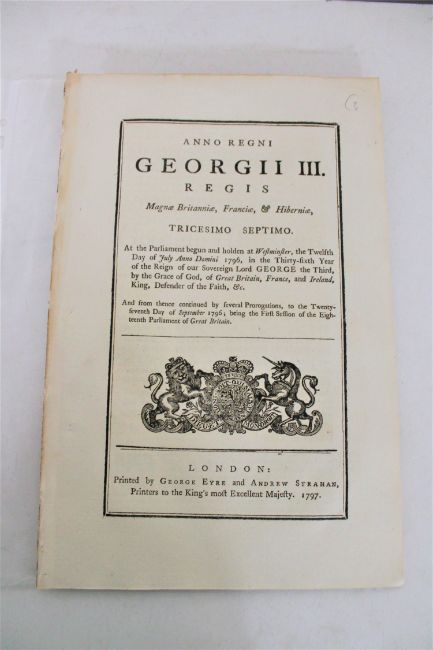 (3
ANNO REGNI
GEORGII III.
REGIS
Magnæ Britanniæ, Franciæ, & Hiberniæ,
TRICESIMO SEPTIMO.
At the Parliament begun and holden at Weſtminſter, the Twelfth
Day of July Anno Domini 1796, in the Thirty-ſixth Year
of the Reign of our Sovereign Lord GEORGE the Third,
by the Grace of God, of Great Britain, France, and Ireland,
King, Defender of the Faith, &c.
And from thence continued by ſeveral Prorogations, to the Twenty-
ſeventh Day of September 1796; being the Firſt Seſſion of the Eigh-
teenth Parliament of Great Britain.
LONDON:
Printed by GEORGE EYRE and ANDREW STRAHAN,
Printers to the King's moſt Excellent Majeſty. 1797.